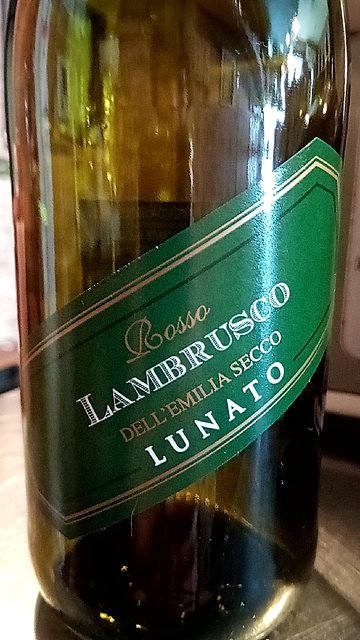 Rosso
LAMBRUSCO
DELL'EMILIA SECCO
LUNATO